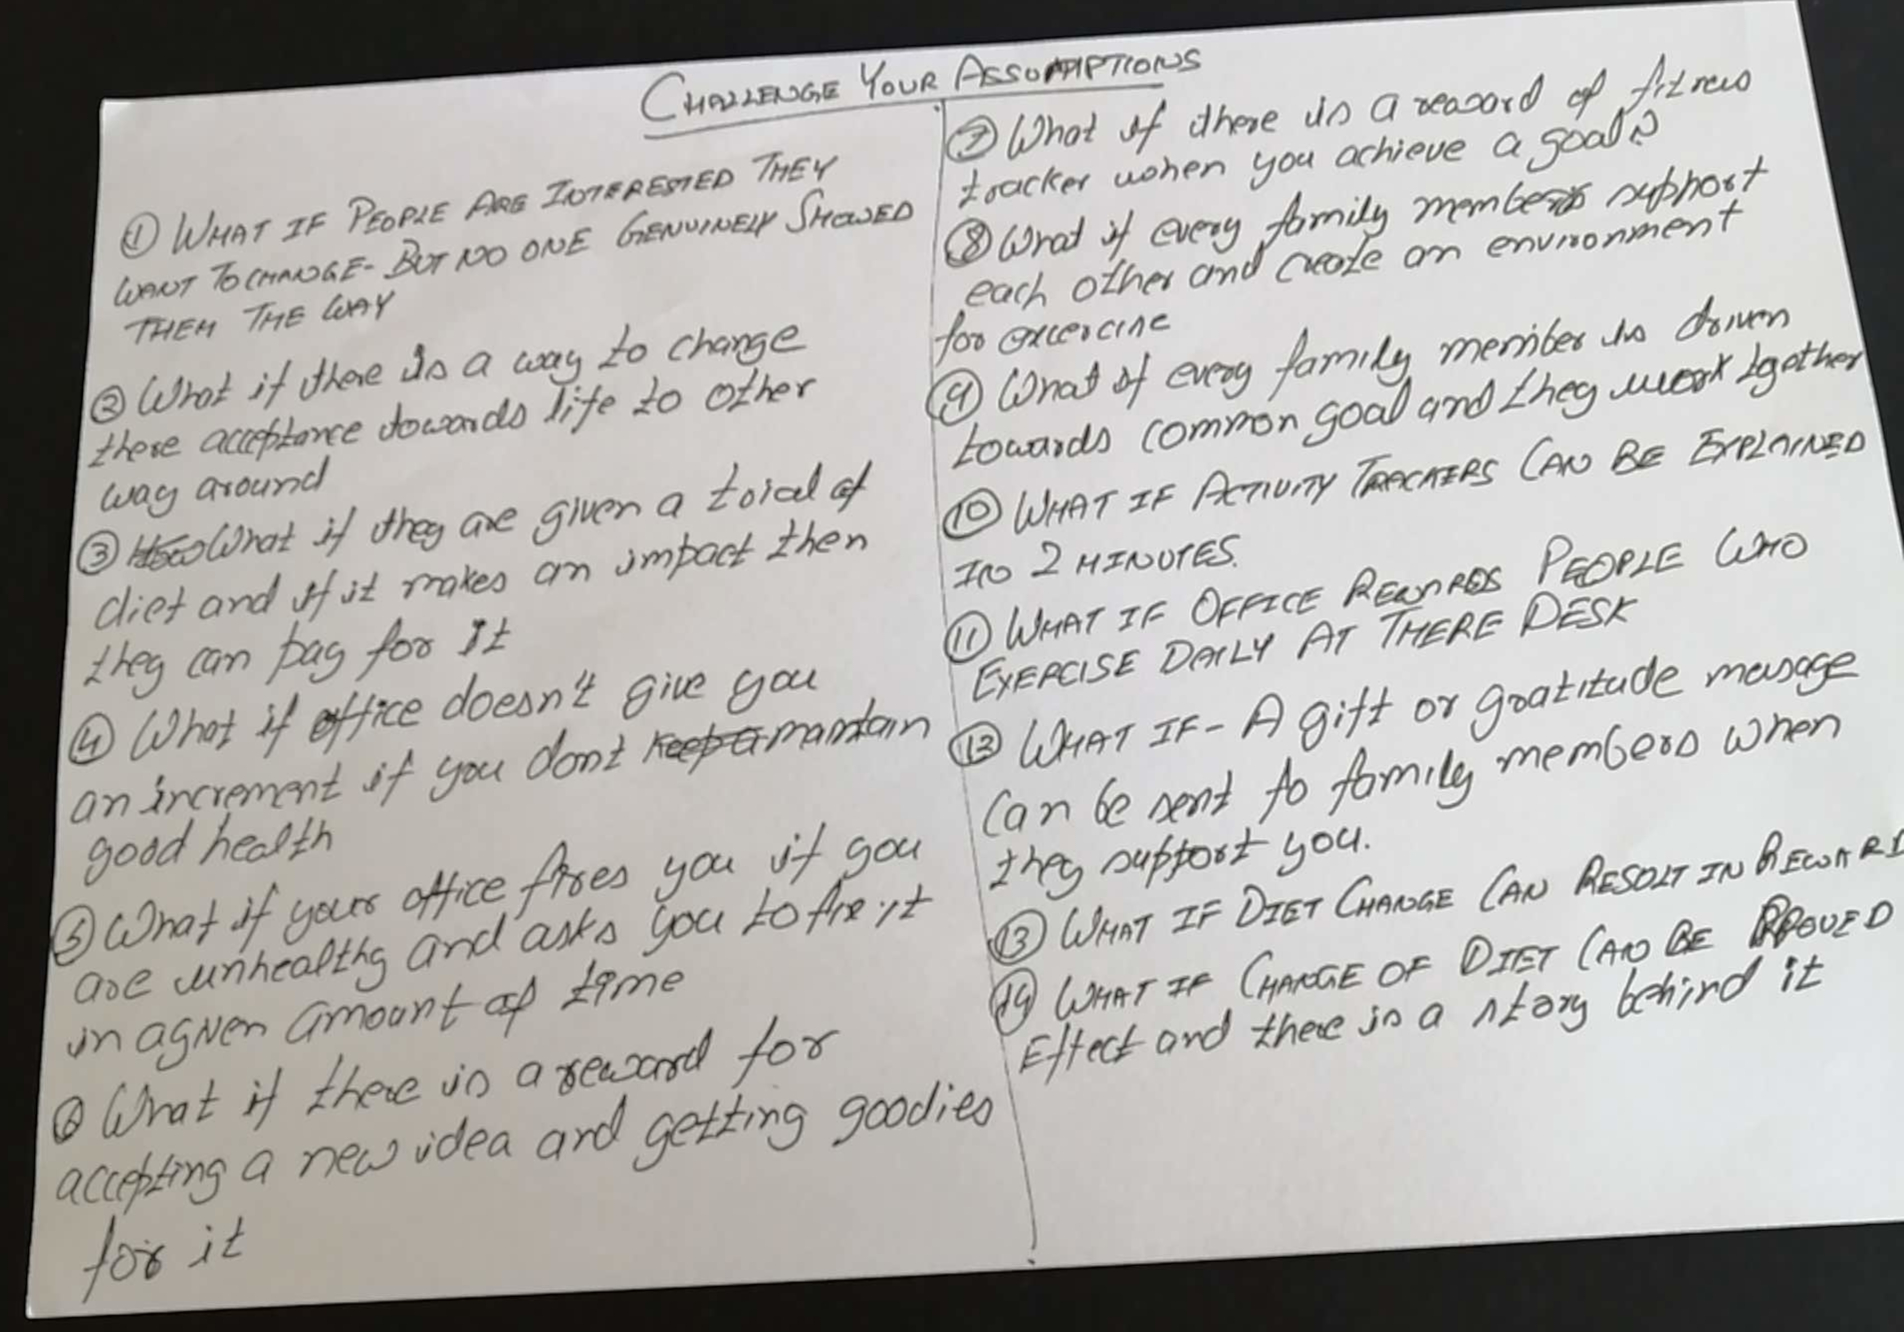 CHALLENGE YOUR ASSUMPTIONS
① WHAT IF PEOPLE ARE INTERESTED THEY
WANT TO CHANGE - BUT NO ONE GENUINELY SHOWED
THEM THE WAY
② What if there is a way to change
there acceptance towards life to other
way around
③ What if they are given a trial of
diet and if it makes an impact then
they can pay for it
④ What if office doesn't give you
an increment if you dont keep a maintain
good health
⑤ What if your office fires you if you
are unhealthy and asks you to fix it
in a given amount of time
⑥ What if there is a reward for
accepting a new idea and getting goodies
for it
⑦ What if there is a reward of fitness
tracker when you achieve a goal?
⑧ What if every family members support
each other and create an environment
for excercise
⑨ What if every family member is driven
towards common goal and they work tgother
⑩ WHAT IF ACTIVITY TRACKERS CAN BE EXPLAINED
IN 2 MINUTES.
⑪ WHAT IF OFFICE REWARDS PEOPLE WHO
EXERCISE DAILY AT THERE DESK
⑫ WHAT IF - A gift or gratitude message
can be sent to family members when
they support you.
⑬ WHAT IF DIET CHANGE CAN RESULT IN REWARD
⑭ WHAT IF CHANGE OF DIET CAN BE PROVED
Effect and there is a story behind it